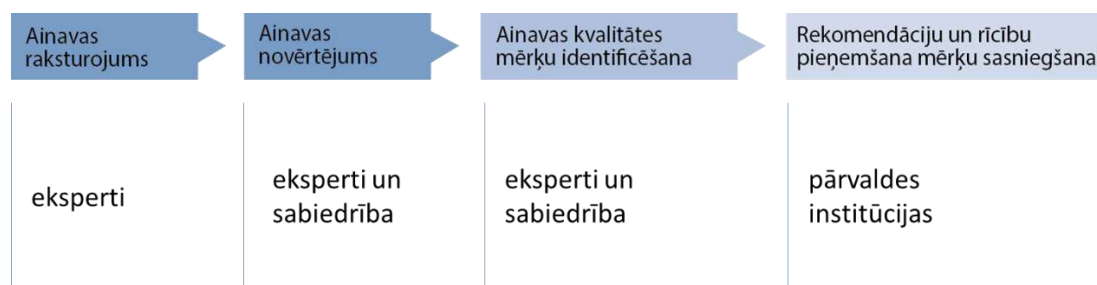 Ainavas
raksturojums
Ainavas
novērtējums
Ainavas kvalitātes
mērķu identificēšana
Rekomendāciju un rīcību
pieņemšana mērķu sasniegšana
eksperti
eksperti un
sabiedrība
eksperti un
sabiedrība
pārvaldes
institūcijas